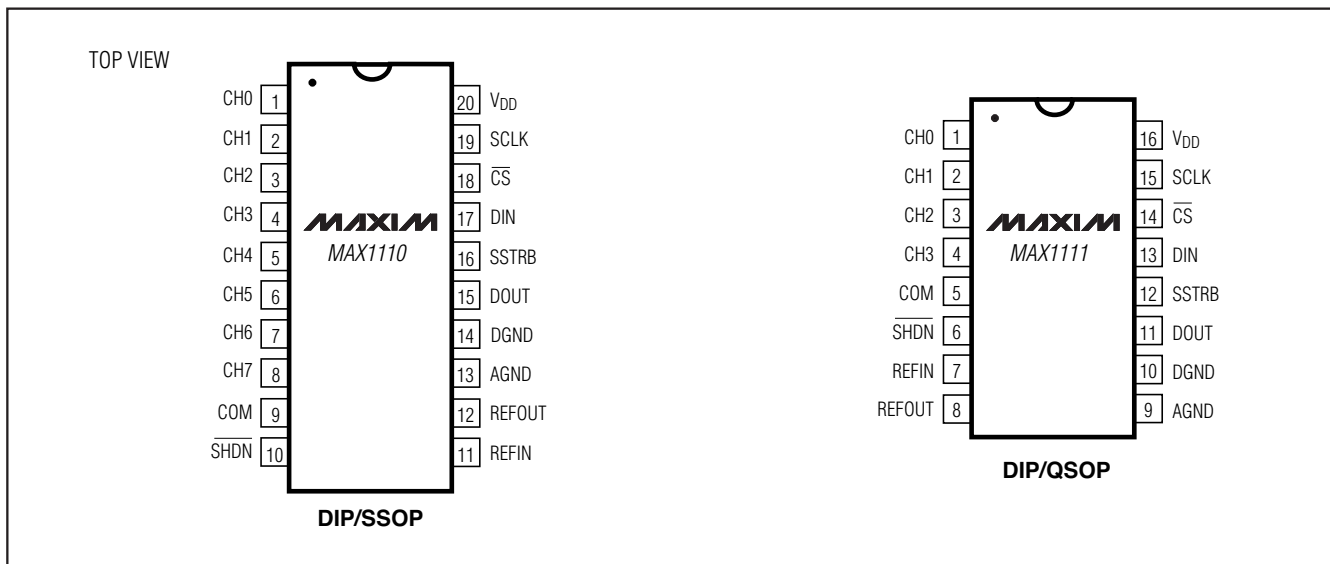 TOP VIEW
CH0 1
CH1 2
CH2 3
CH3 4
CH4 5
CH5 6
CH6 7
CH7 8
COM 9
SHDN 10
20 VDD
19 SCLK
18 CS
17 DIN
16 SSTRB
15 DOUT
14 DGND
13 AGND
12 REFOUT
11 REFIN
MAXIM
MAX1110
DIP/SSOP
CH0 1
CH1 2
CH2 3
CH3 4
COM 5
SHDN 6
REFIN 7
REFOUT 8
16 VDD
15 SCLK
14 CS
13 DIN
12 SSTRB
11 DOUT
10 DGND
9 AGND
MAXIM
MAX1111
DIP/QSOP